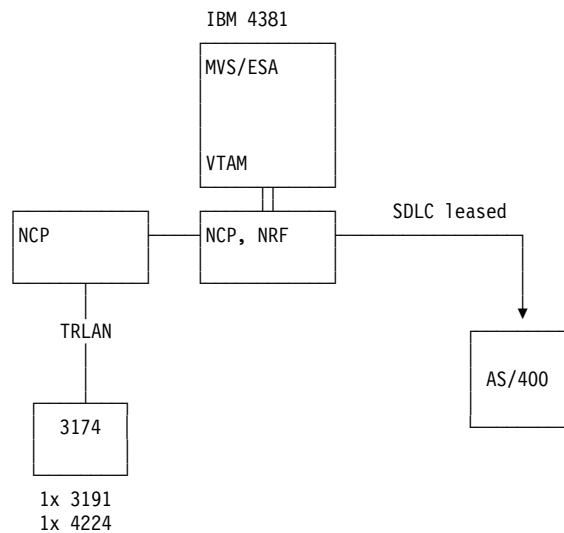 IBM 4381
MVS/ESA
VTAM
SDLC leased
NCP
NCP, NRF
TRLAN
AS/400
3174
1x 3191
1x 4224